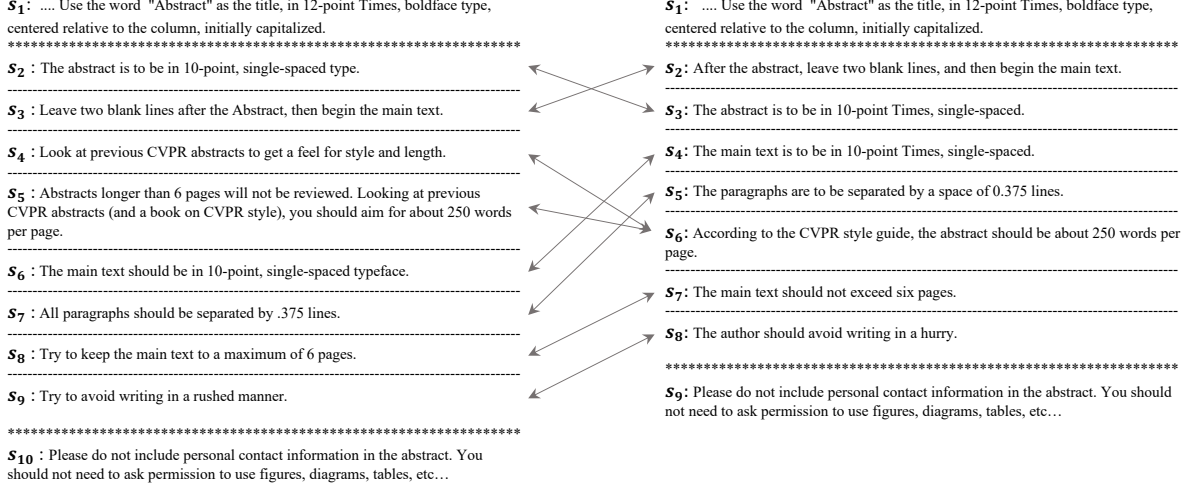 s1: .... Use the word "Abstract" as the title, in 12-point Times, boldface type,
centered relative to the column, initially capitalized.
******************************************************************************
s2 : The abstract is to be in 10-point, single-spaced type.
s3 : Leave two blank lines after the Abstract, then begin the main text.
s4 : Look at previous CVPR abstracts to get a feel for style and length.
s5 : Abstracts longer than 6 pages will not be reviewed. Looking at previous
CVPR abstracts (and a book on CVPR style), you should aim for about 250 words
per page.
s6 : The main text should be in 10-point, single-spaced typeface.
s7 : All paragraphs should be separated by .375 lines.
s8 : Try to keep the main text to a maximum of 6 pages.
s9 : Try to avoid writing in a rushed manner.
******************************************************************************
s10 : Please do not include personal contact information in the abstract. You
should not need to ask permission to use figures, diagrams, tables, etc…
s1: .... Use the word "Abstract" as the title, in 12-point Times, boldface type,
centered relative to the column, initially capitalized.
******************************************************************************
s2: After the abstract, leave two blank lines, and then begin the main text.
s3: The abstract is to be in 10-point Times, single-spaced.
s4: The main text is to be in 10-point Times, single-spaced.
s5: The paragraphs are to be separated by a space of 0.375 lines.
s6: According to the CVPR style guide, the abstract should be about 250 words per
page.
s7: The main text should not exceed six pages.
s8: The author should avoid writing in a hurry.
******************************************************************************
s9: Please do not include personal contact information in the abstract. You should
not need to ask permission to use figures, diagrams, tables, etc…